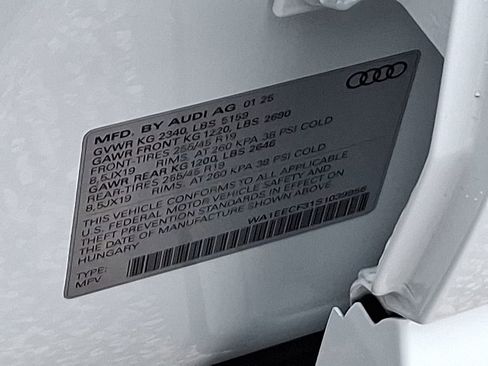 MFD. BY AUDI AG 01 25
GVWR KG 2340, LBS 5159
GAWR FRONT KG 1220, LBS 2690
FRONT-TIRES 255/45 R19
8,5JX19 RIMS, AT 260 KPA 38 PSI COLD
GAWR REAR KG 1200, LBS 2646
REAR-TIRES 255/45 R19
8,5JX19 RIMS, AT 260 KPA 38 PSI COLD
THIS VEHICLE CONFORMS TO ALL APPLICABLE
U.S. FEDERAL MOTOR VEHICLE SAFETY AND
THEFT PREVENTION STANDARDS IN EFFECT ON
THE DATE OF MANUFACTURE SHOWN ABOVE.
HUNGARY
WA1EECF31S1039856
TYPE:
MPV